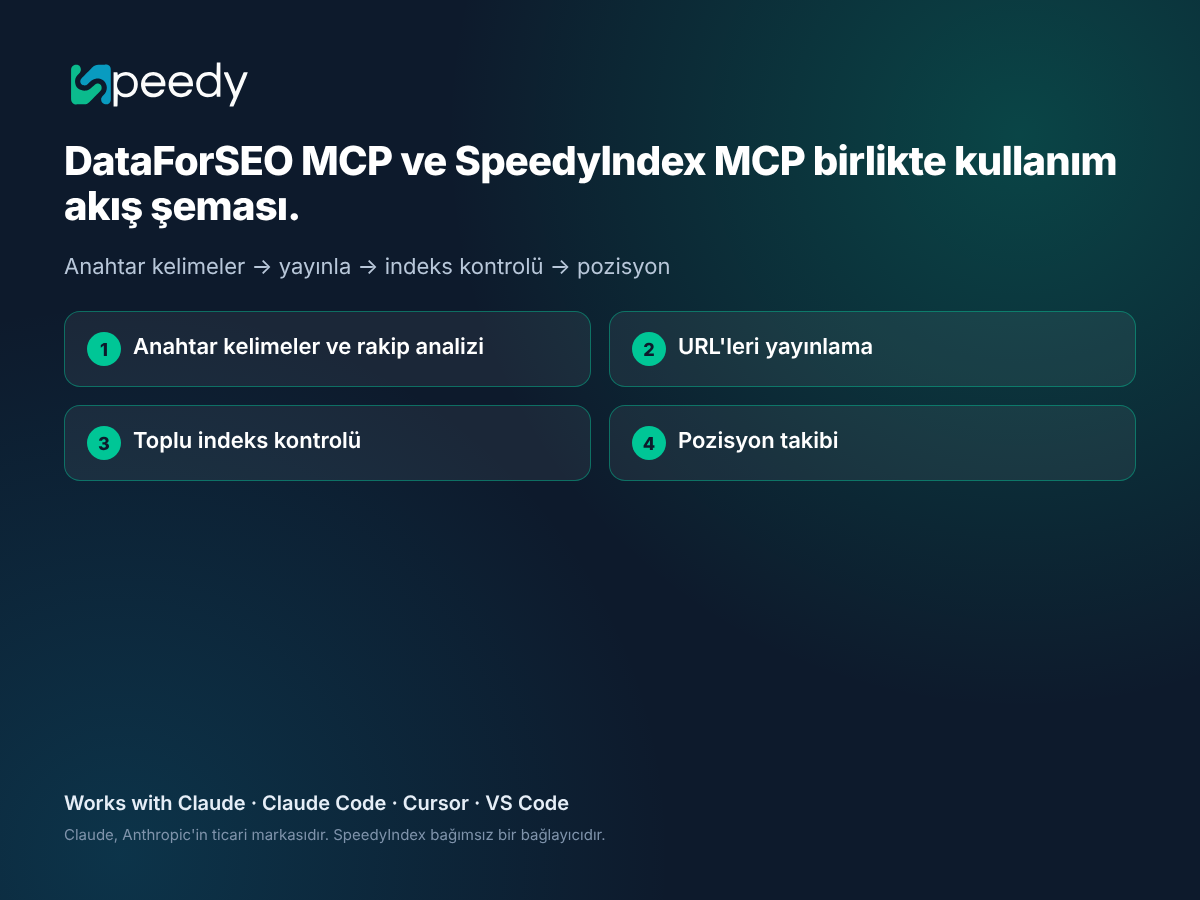 Speedy
DataForSEO MCP ve SpeedyIndex MCP birlikte kullanım
akış şeması.
Anahtar kelimeler → yayınla → indeks kontrolü → pozisyon
1 Anahtar kelimeler ve rakip analizi
2 URL'leri yayınlama
3 Toplu indeks kontrolü
4 Pozisyon takibi
Works with Claude · Claude Code · Cursor · VS Code
Claude, Anthropic'in ticari markasıdır. SpeedyIndex bağımsız bir bağlayıcıdır.